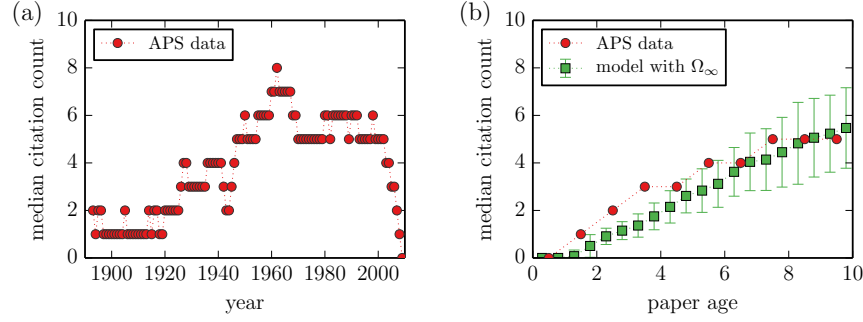 (a)
10
8
6
4
2
0
median citation count
APS data
1900
1920
1940
1960
1980
2000
year
(b)
10
8
6
4
2
0
median citation count
APS data
model with Ω∞
0
2
4
6
8
10
paper age